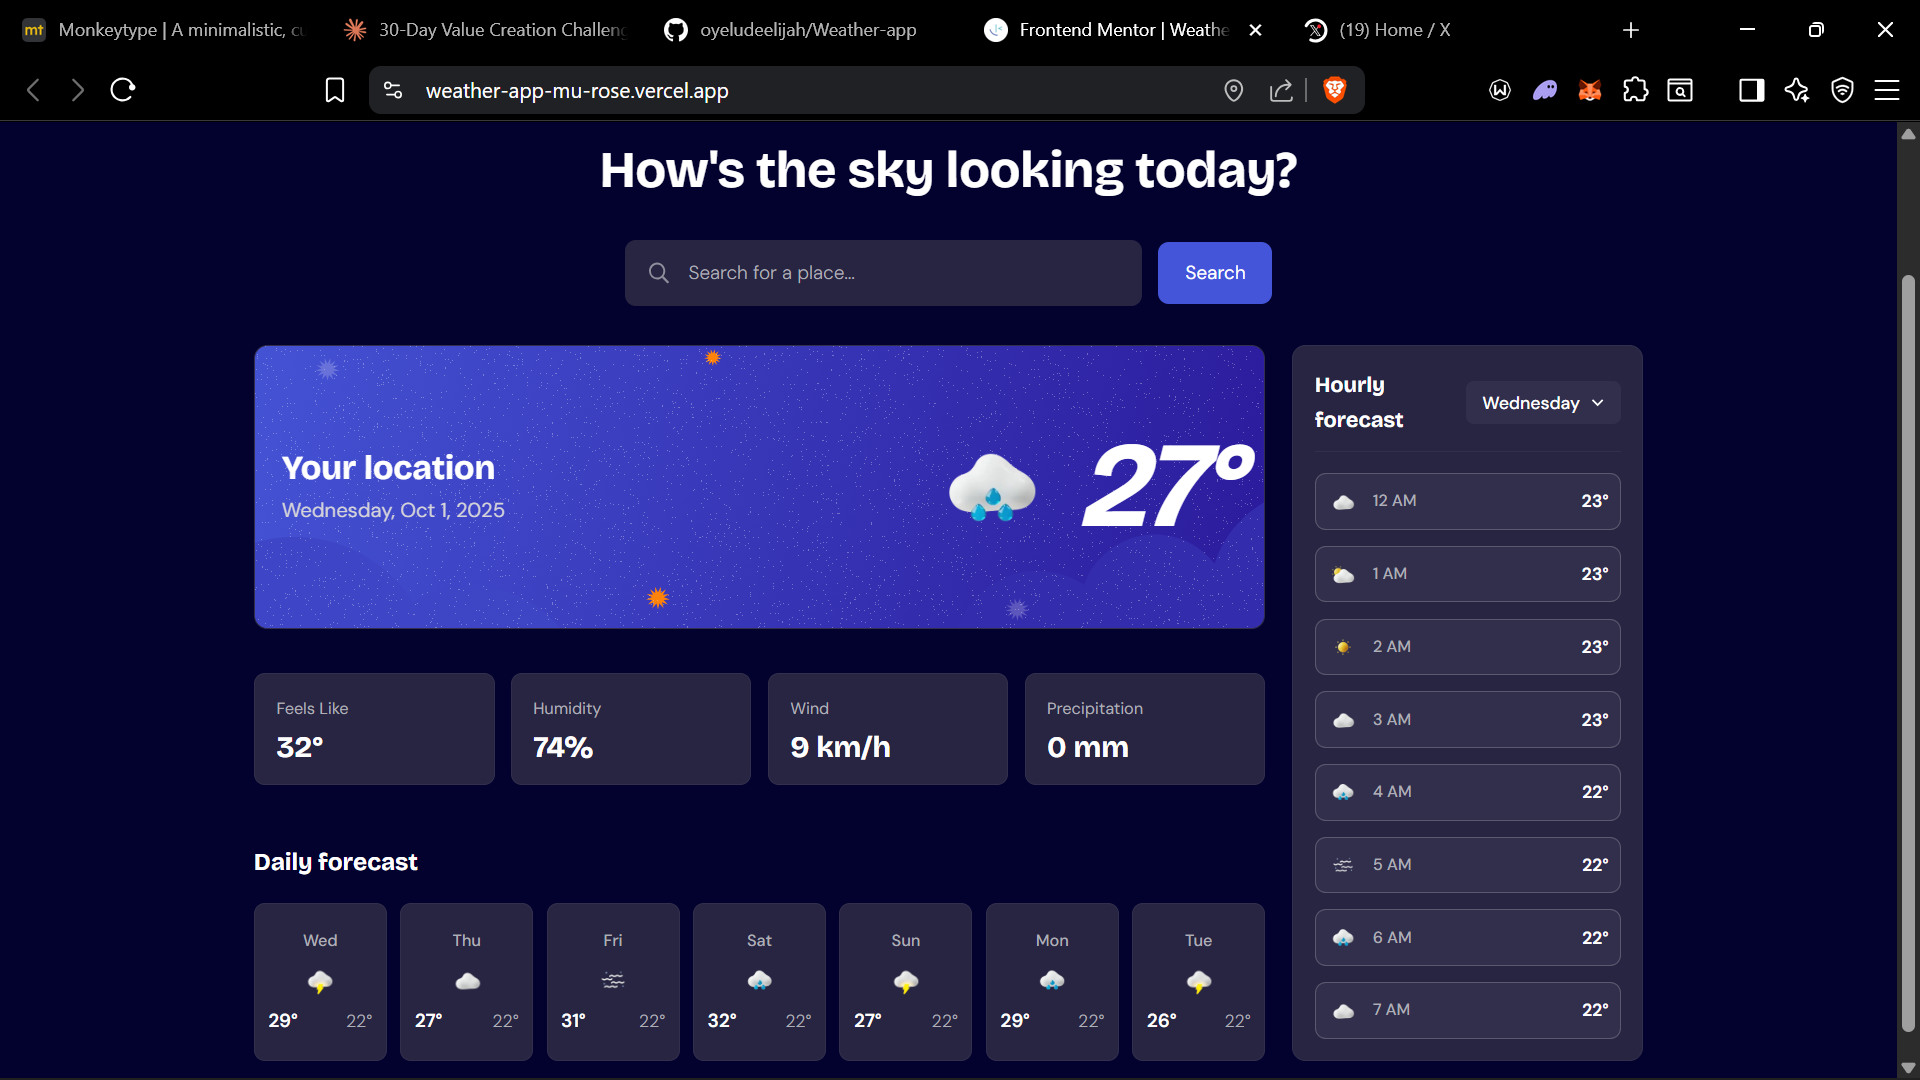 mt
Monkeytype | A minimalistic, cu
30-Day Value Creation Challeng
oyeludeelijah/Weather-app
Frontend Mentor | Weathe
(19) Home / X
weather-app-mu-rose.vercel.app
How's the sky looking today?
Search for a place...
Search
Your location
Wednesday, Oct 1, 2025
27°
Feels Like
32°
Humidity
74%
Wind
9 km/h
Precipitation
0 mm
Daily forecast
Wed
29° 22°
Thu
27° 22°
Fri
31° 22°
Sat
32° 22°
Sun
27° 22°
Mon
29° 22°
Tue
26° 22°
Hourly
forecast
Wednesday
12 AM 23°
1 AM 23°
2 AM 23°
3 AM 23°
4 AM 22°
5 AM 22°
6 AM 22°
7 AM 22°